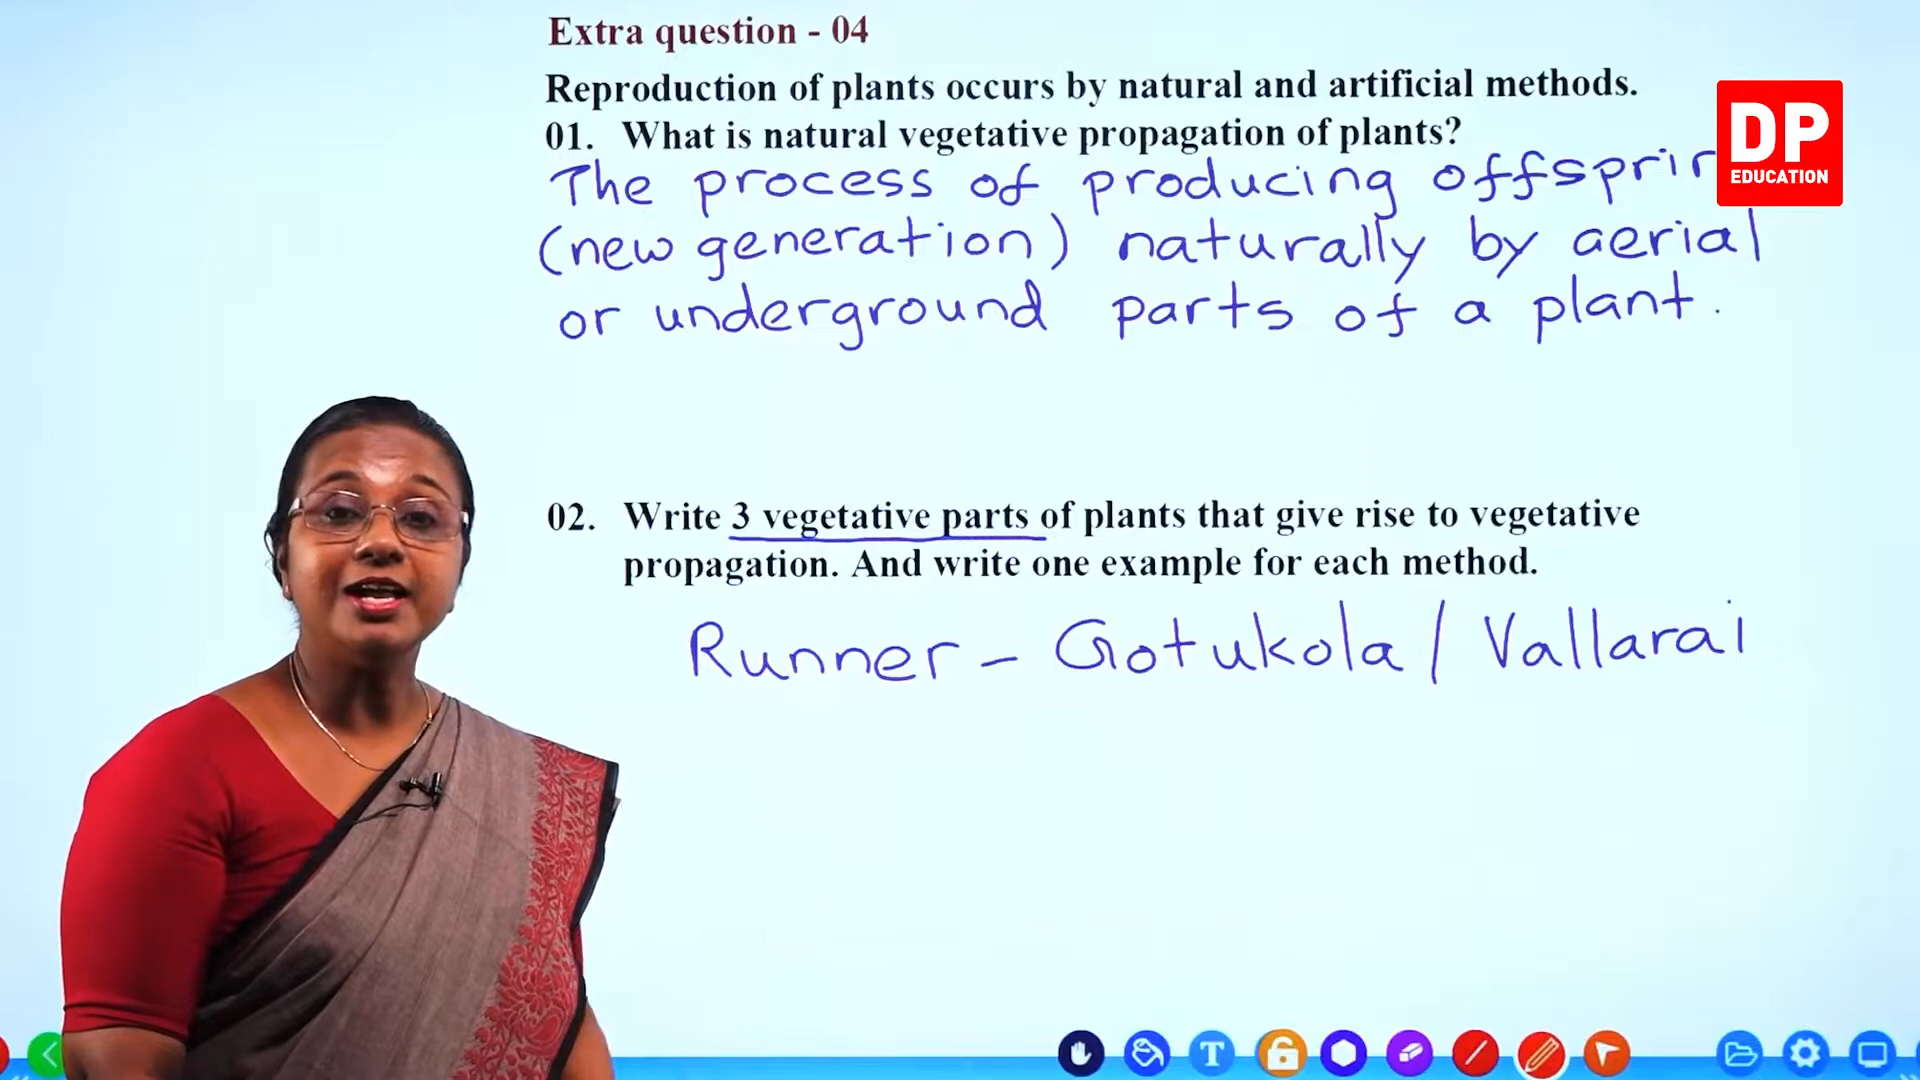 Extra question - 04
Reproduction of plants occurs by natural and artificial methods.
01. What is natural vegetative propagation of plants?
The process of producing offsprin
(new generation) naturally by aerial
or underground parts of a plant.
DP
EDUCATION
02. Write 3 vegetative parts of plants that give rise to vegetative
propagation. And write one example for each method.
Runner - Gotukola / Vallarai
T